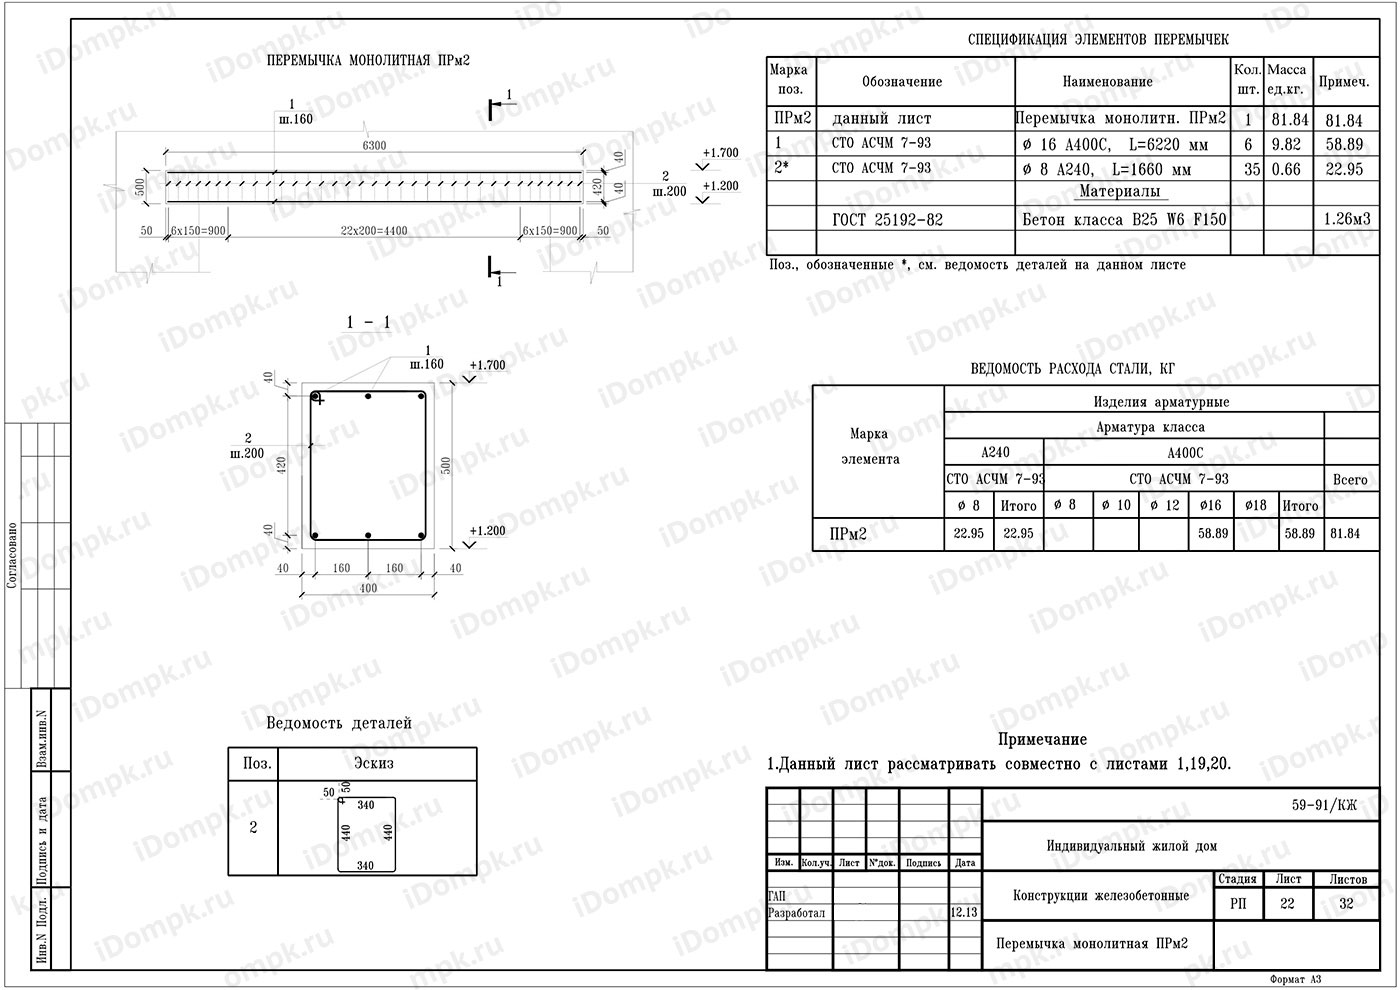 ПЕРЕМЫЧКА МОНОЛИТНАЯ ПРм2
1
ш.160
1
6300
40
+1.700
500
420
40
2
ш.200
+1.200
50
6x150=900
22x200=4400
6x150=900
50
1
1 - 1
1
ш.160
+1.700
40
2
ш.200
420
500
40
+1.200
40
160
160
40
400
Ведомость деталей
Поз.
Эскиз
2
50
50
340
440
440
340
СПЕЦИФИКАЦИЯ ЭЛЕМЕНТОВ ПЕРЕМЫЧЕК
Марка поз.
Обозначение
Наименование
Кол. шт.
Масса ед.кг.
Примеч.
ПРм2 данный лист Перемычка монолитн. ПРм2 1 81.84 81.84
1 СТО АСЧМ 7-93 ø 16 А400С, L=6220 мм 6 9.82 58.89
2* СТО АСЧМ 7-93 ø 8 А240, L=1660 мм 35 0.66 22.95
Материалы
ГОСТ 25192-82 Бетон класса В25 W6 F150 1.26м3
Поз., обозначенные *, см. ведомость деталей на данном листе
ВЕДОМОСТЬ РАСХОДА СТАЛИ, КГ
Марка элемента
Изделия арматурные
Арматура класса
А240 А400С
СТО АСЧМ 7-93 СТО АСЧМ 7-93 Всего
ø 8 Итого ø 8 ø 10 ø 12 ø16 ø18 Итого
ПРм2 22.95 22.95 58.89 58.89 81.84
Примечание
1.Данный лист рассматривать совместно с листами 1,19,20.
59-91/КЖ
Индивидуальный жилой дом
Изм. Кол.уч. Лист N°док. Подпись Дата
ГАП
Разработал 12.13
Конструкции железобетонные
Стадия Лист Листов
РП 22 32
Перемычка монолитная ПРм2
Формат А3
Согласовано
Взам.инв.N
Подпись и дата
Инв.N Подл.
iDompk.ru